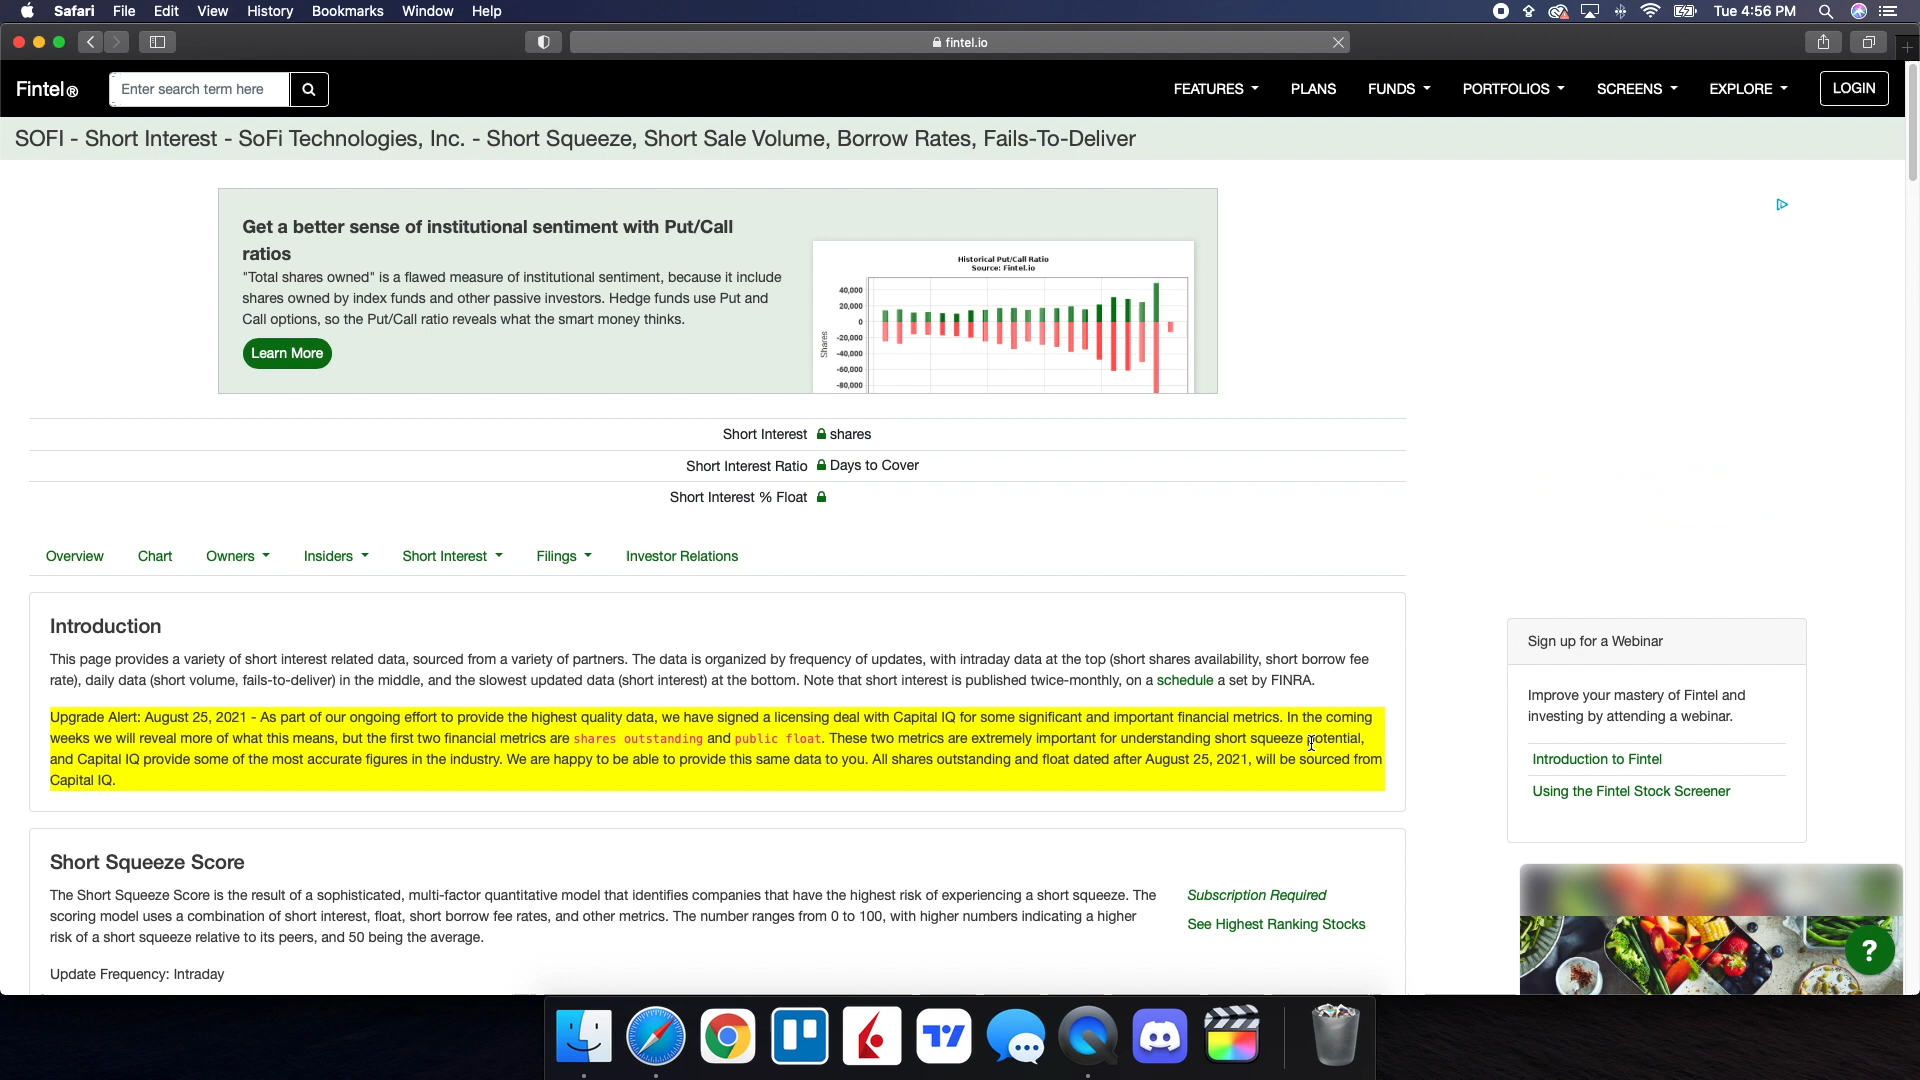 Safari File Edit View History Bookmarks Window Help Tue 4:56 PM
fintel.io
Fintel® Enter search term here FEATURES PLANS FUNDS PORTFOLIOS SCREENS EXPLORE LOGIN
SOFI - Short Interest - SoFi Technologies, Inc. - Short Squeeze, Short Sale Volume, Borrow Rates, Fails-To-Deliver
Get a better sense of institutional sentiment with Put/Call
ratios
"Total shares owned" is a flawed measure of institutional sentiment, because it include
shares owned by index funds and other passive investors. Hedge funds use Put and
Call options, so the Put/Call ratio reveals what the smart money thinks.
Learn More
Historical Put/Call Ratio
Source: Fintel.io
Shares
40,000
20,000
0
-20,000
-40,000
-60,000
-80,000
Short Interest shares
Short Interest Ratio Days to Cover
Short Interest % Float
Overview Chart Owners Insiders Short Interest Filings Investor Relations
Introduction
This page provides a variety of short interest related data, sourced from a variety of partners. The data is organized by frequency of updates, with intraday data at the top (short shares availability, short borrow fee
rate), daily data (short volume, fails-to-deliver) in the middle, and the slowest updated data (short interest) at the bottom. Note that short interest is published twice-monthly, on a schedule a set by FINRA.
Upgrade Alert: August 25, 2021 - As part of our ongoing effort to provide the highest quality data, we have signed a licensing deal with Capital IQ for some significant and important financial metrics. In the coming
weeks we will reveal more of what this means, but the first two financial metrics are shares outstanding and public float. These two metrics are extremely important for understanding short squeeze potential,
and Capital IQ provide some of the most accurate figures in the industry. We are happy to be able to provide this same data to you. All shares outstanding and float dated after August 25, 2021, will be sourced from
Capital IQ.
Sign up for a Webinar
Improve your mastery of Fintel and
investing by attending a webinar.
Introduction to Fintel
Using the Fintel Stock Screener
Short Squeeze Score
The Short Squeeze Score is the result of a sophisticated, multi-factor quantitative model that identifies companies that have the highest risk of experiencing a short squeeze. The
scoring model uses a combination of short interest, float, short borrow fee rates, and other metrics. The number ranges from 0 to 100, with higher numbers indicating a higher
risk of a short squeeze relative to its peers, and 50 being the average.
Subscription Required
See Highest Ranking Stocks
Update Frequency: Intraday
?